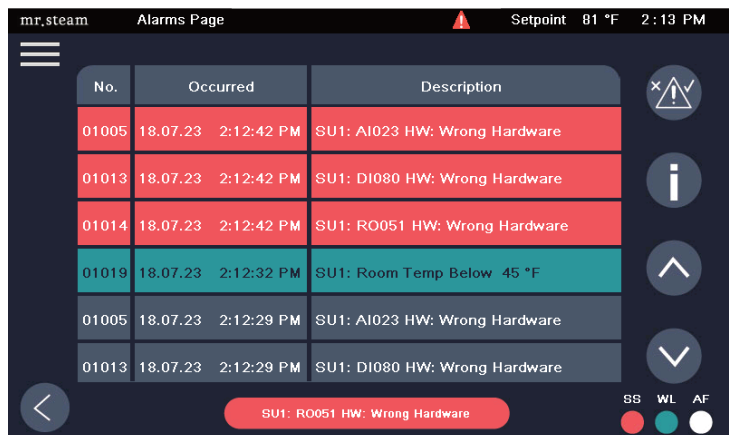 mr.steam Alarms Page Setpoint 81 °F 2:13 PM
No. Occurred Description
01005 18.07.23 2:12:42 PM SU1: AI023 HW: Wrong Hardware
01013 18.07.23 2:12:42 PM SU1: DI080 HW: Wrong Hardware
01014 18.07.23 2:12:42 PM SU1: RO051 HW: Wrong Hardware
01019 18.07.23 2:12:32 PM SU1: Room Temp Below 45 °F
01005 18.07.23 2:12:29 PM SU1: AI023 HW: Wrong Hardware
01013 18.07.23 2:12:29 PM SU1: DI080 HW: Wrong Hardware
SU1: RO051 HW: Wrong Hardware
SS WL AF